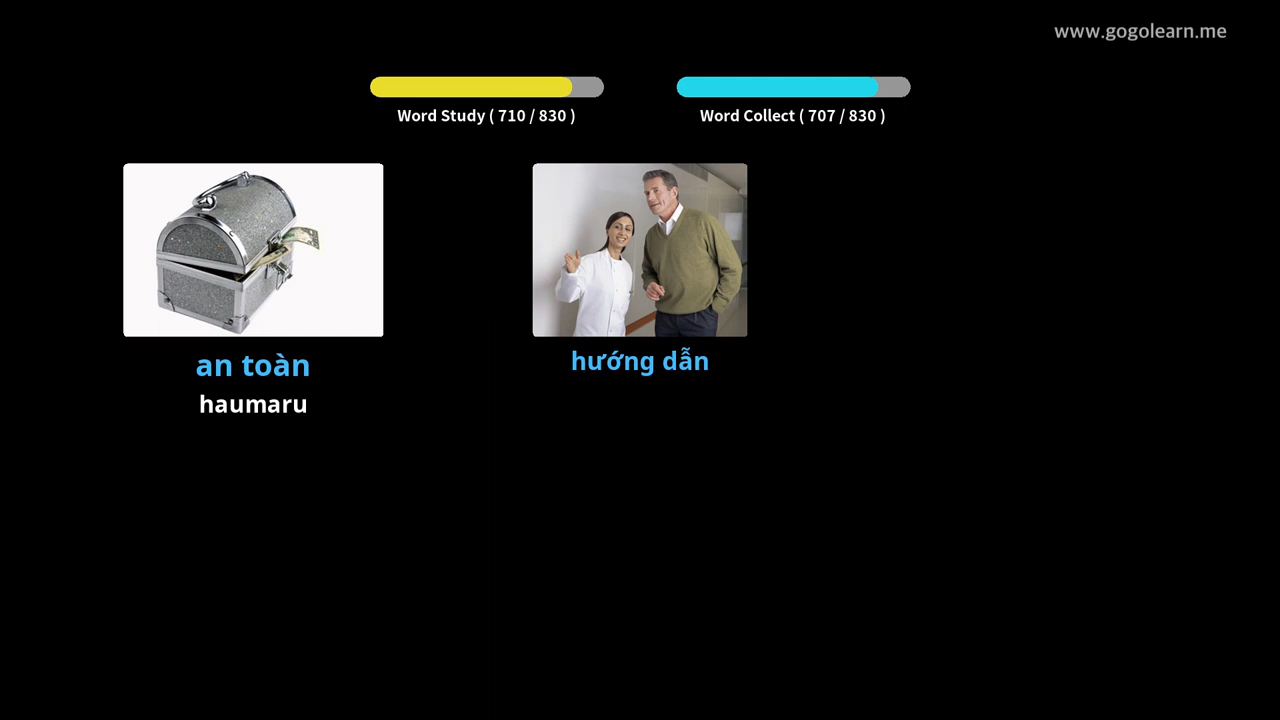 www.gogolearn.me
Word Study ( 710 / 830 )
Word Collect ( 707 / 830 )
an toàn
haumaru
hướng dẫn